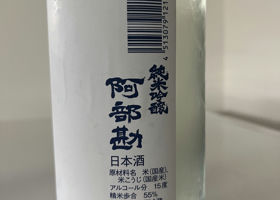 4513079121
純米吟醸
阿部勘
日本酒
原材料名 米(国産)、
米こうじ(国産米)
アルコール分 15度
精米歩合 55%